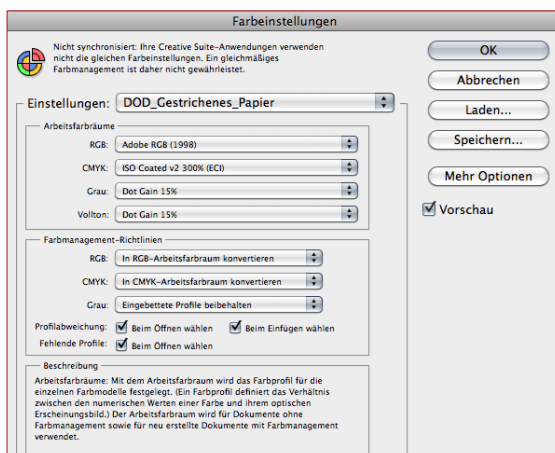 Farbeinstellungen
Nicht synchronisiert: Ihre Creative Suite-Anwendungen verwenden
nicht die gleichen Farbeinstellungen. Ein gleichmäßiges
Farbmanagement ist daher nicht gewährleistet.
Einstellungen: DOD_Gestrichenes_Papier
Arbeitsfarbräume
RGB: Adobe RGB (1998)
CMYK: ISO Coated v2 300% (ECI)
Grau: Dot Gain 15%
Vollton: Dot Gain 15%
Farbmanagement-Richtlinien
RGB: In RGB-Arbeitsfarbraum konvertieren
CMYK: In CMYK-Arbeitsfarbraum konvertieren
Grau: Eingebettete Profile beibehalten
Profilabweichung: Beim Öffnen wählen Beim Einfügen wählen
Fehlende Profile: Beim Öffnen wählen
Beschreibung
Arbeitsfarbräume: Mit dem Arbeitsfarbraum wird das Farbprofil für die
einzelnen Farbmodelle festgelegt. (Ein Farbprofil definiert das Verhältnis
zwischen den numerischen Werten einer Farbe und ihrem optischen
Erscheinungsbild.) Der Arbeitsfarbraum wird für Dokumente ohne
Farbmanagement sowie für neu erstellte Dokumente mit Farbmanagement
verwendet.
OK
Abbrechen
Laden...
Speichern...
Mehr Optionen
Vorschau